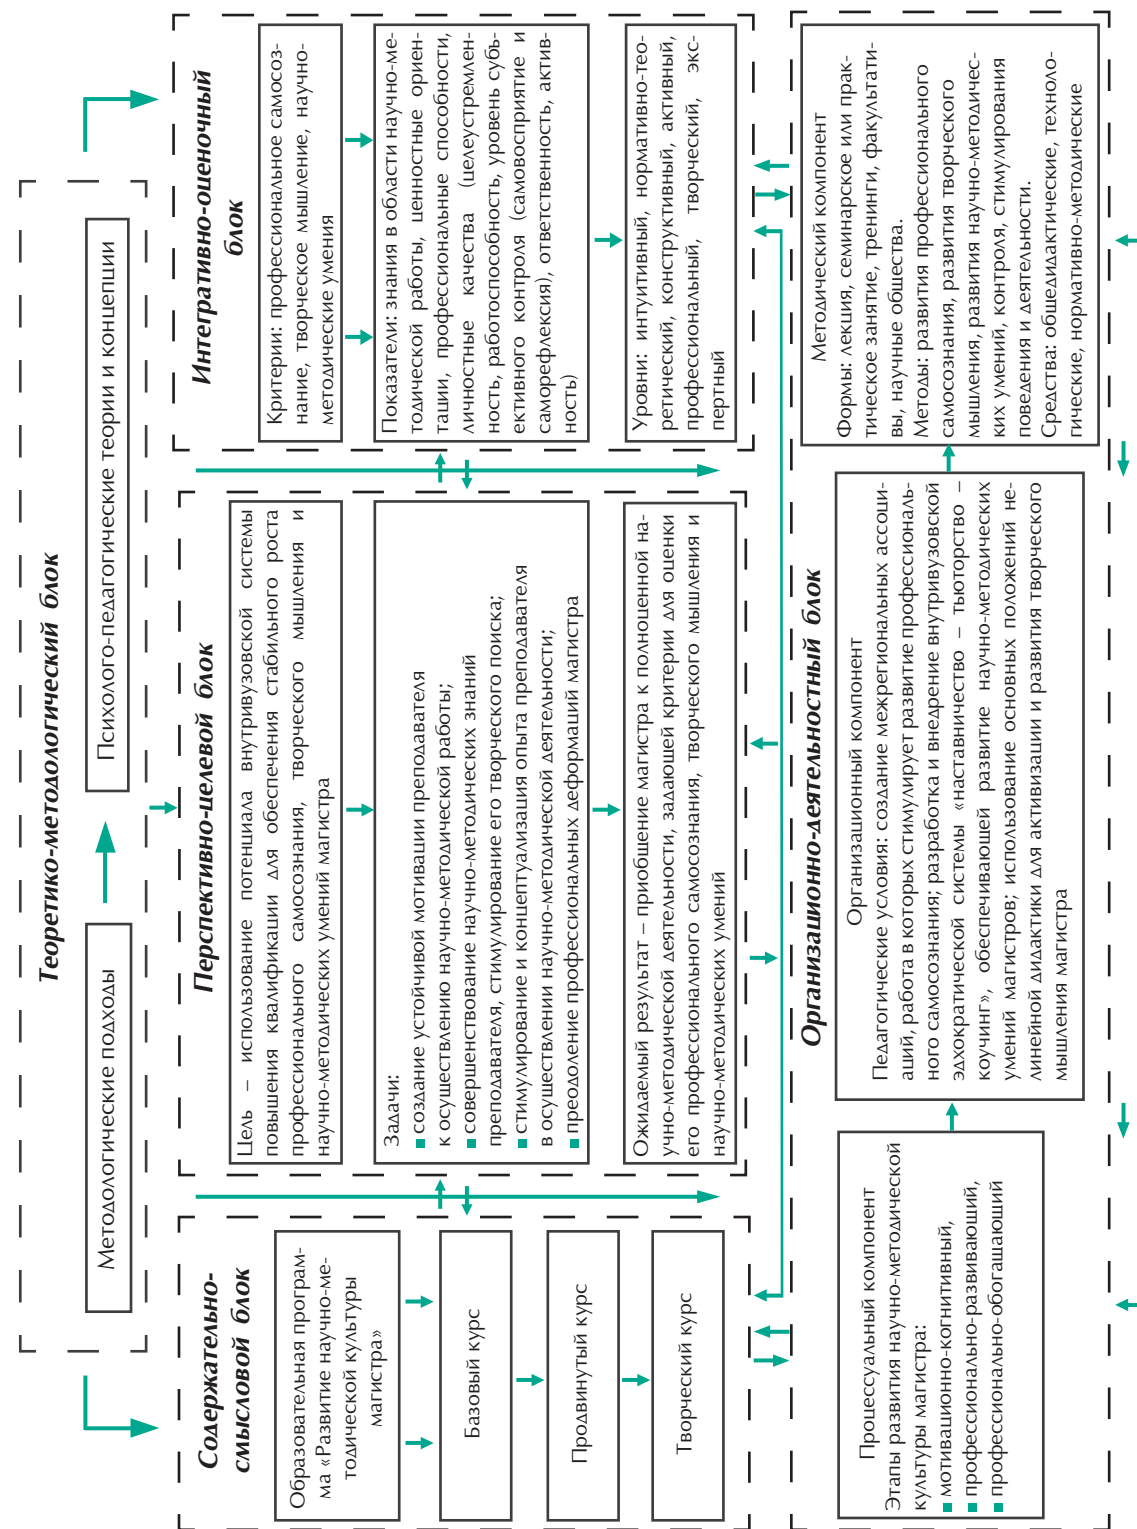 Теоретико-методологический блок
Методологические подходы
Психолого-педагогические теории и концепции
Содержательно-
смысловой блок
Образовательная програм-
ма «Развитие научно-ме-
тодической культуры
магистра»
Базовый курс
Продвинутый курс
Творческий курс
Перспективно-целевой блок
Цель – использование потенциала внутривузовской системы
повышения квалификации для обеспечения стабильного роста
профессионального самосознания, творческого мышления и
научно-методических умений магистра
Задачи:
■ создание устойчивой мотивации преподавателя
к осуществлению научно-методической работы;
■ совершенствование научно-методических знаний
преподавателя, стимулирование его творческого поиска;
■ стимулирование и концептуализация опыта преподавателя
в осуществлении научно-методической деятельности;
■ преодоление профессиональных деформаций магистра
Ожидаемый результат – приобщение магистра к полноценной на-
учно-методической деятельности, задающей критерии для оценки
его профессионального самосознания, творческого мышления и
научно-методических умений
Интегративно-оценочный
блок
Критерии: профессиональное самосоз-
нание, творческое мышление, научно-
методические умения
Показатели: знания в области научно-ме-
тодической работы, ценностные ориен-
тации, профессиональные способности,
личностные качества (целеустремлен-
ность, работоспособность, уровень субъ-
ективного контроля (самовосприятие и
саморефлексия), ответственность, актив-
ность)
Уровни: интуитивный, нормативно-тео-
ретический, конструктивный, активный,
профессиональный, творческий, экс-
пертный
Организационно-деятельностный блок
Процессуальный компонент
Этапы развития научно-методической
культуры магистра:
■ мотивационно-когнитивный,
■ профессионально-развивающий,
■ профессионально-обогащающий
Организационный компонент
Педагогические условия: создание межрегиональных ассоци-
аций, работа в которых стимулирует развитие профессиональ-
ного самосознания; разработка и внедрение внутривузовской
эдхократической системы «наставничество – тьюторство –
коучинг», обеспечивающей развитие научно-методических
умений магистров; использование основных положений не-
линейной дидактики для активизации и развития творческого
мышления магистра
Методический компонент
Формы: лекция, семинарское или прак-
тическое занятие, тренинги, факультати-
вы, научные общества.
Методы: развития профессионального
самосознания, развития творческого
мышления, развития научно-методичес-
ких умений, контроля, стимулирования
поведения и деятельности.
Средства: общедидактические, техноло-
гические, нормативно-методические